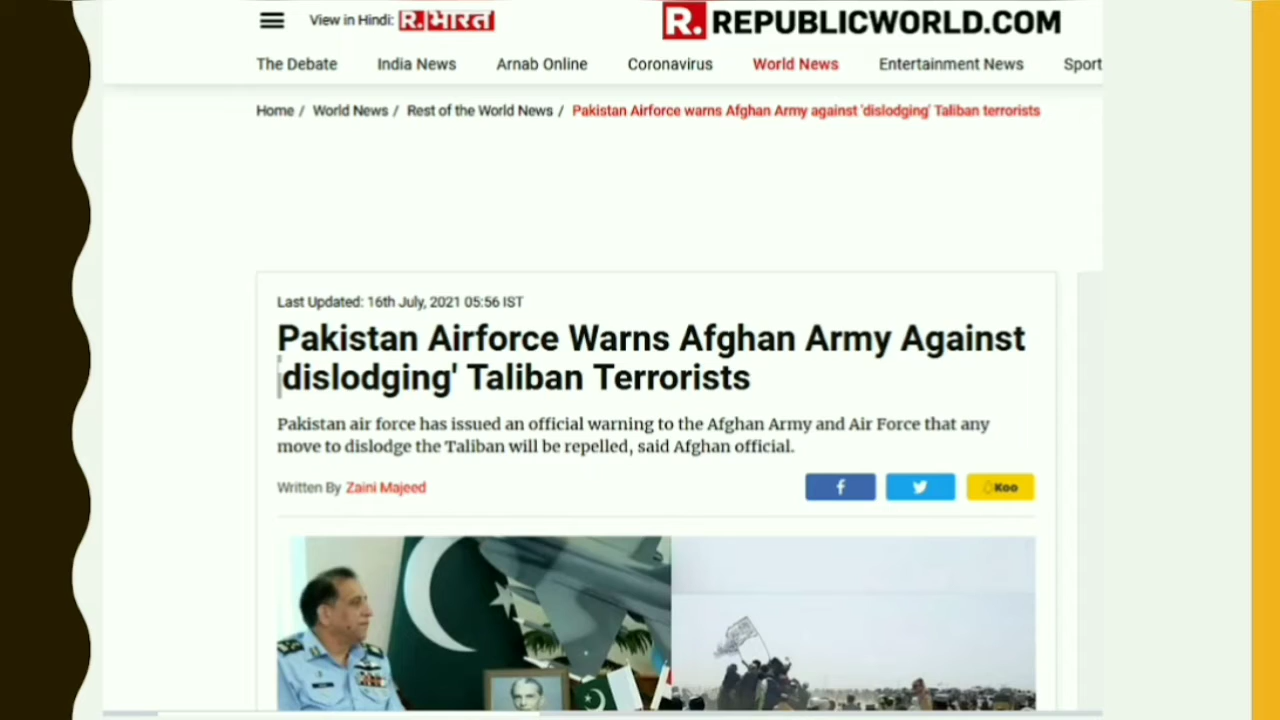 View in Hindi: R. भारत
R. REPUBLICWORLD.COM
The Debate India News Arnab Online Coronavirus World News Entertainment News Sport
Home / World News / Rest of the World News / Pakistan Airforce warns Afghan Army against 'dislodging' Taliban terrorists
Last Updated: 16th July, 2021 05:56 IST
Pakistan Airforce Warns Afghan Army Against
'dislodging' Taliban Terrorists
Pakistan air force has issued an official warning to the Afghan Army and Air Force that any
move to dislodge the Taliban will be repelled, said Afghan official.
Written By Zaini Majeed
f
Koo